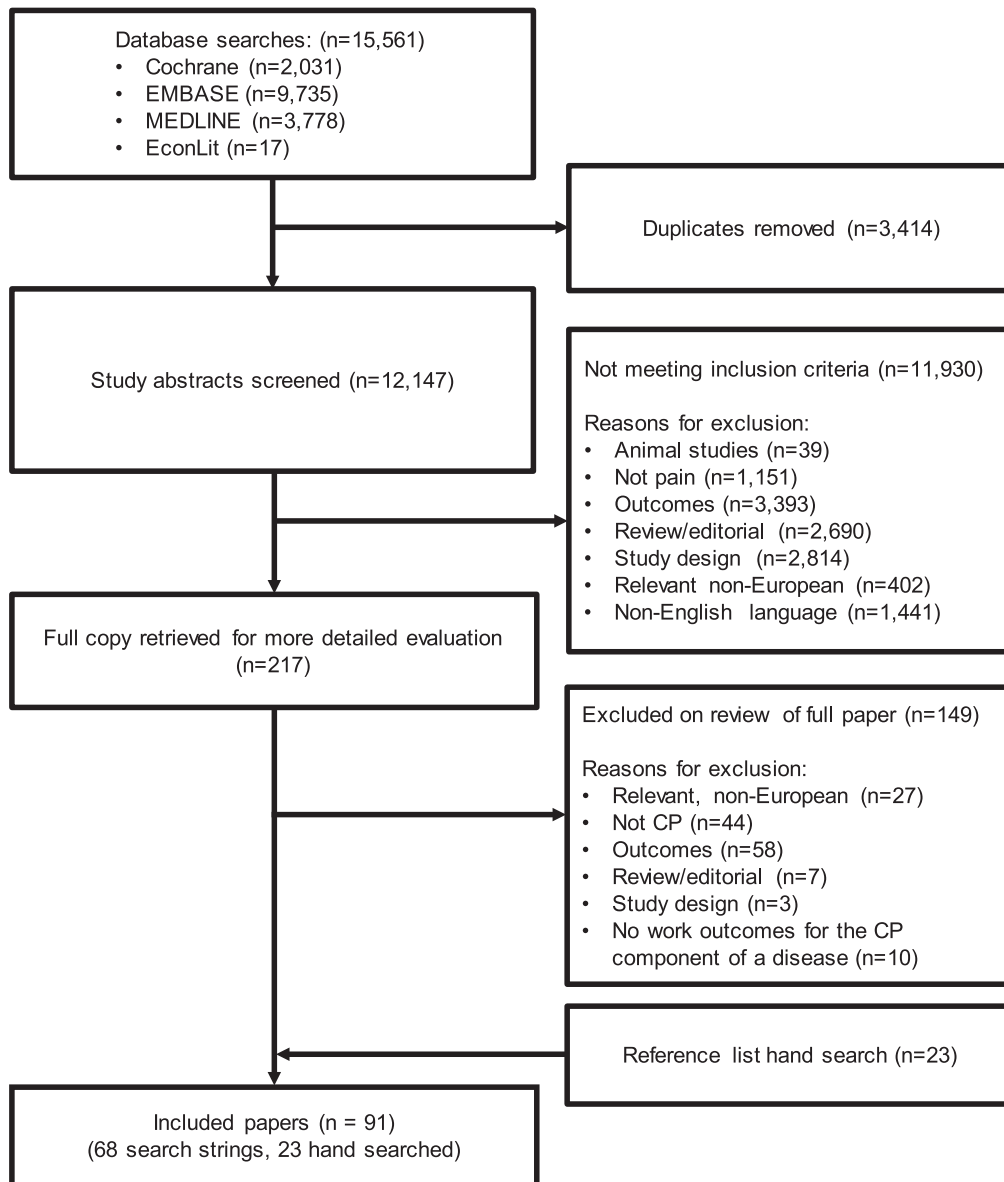 Database searches: (n=15,561)
• Cochrane (n=2,031)
• EMBASE (n=9,735)
• MEDLINE (n=3,778)
• EconLit (n=17)
Duplicates removed (n=3,414)
Study abstracts screened (n=12,147)
Not meeting inclusion criteria (n=11,930)
Reasons for exclusion:
• Animal studies (n=39)
• Not pain (n=1,151)
• Outcomes (n=3,393)
• Review/editorial (n=2,690)
• Study design (n=2,814)
• Relevant non-European (n=402)
• Non-English language (n=1,441)
Full copy retrieved for more detailed evaluation
(n=217)
Excluded on review of full paper (n=149)
Reasons for exclusion:
• Relevant, non-European (n=27)
• Not CP (n=44)
• Outcomes (n=58)
• Review/editorial (n=7)
• Study design (n=3)
• No work outcomes for the CP
component of a disease (n=10)
Reference list hand search (n=23)
Included papers (n = 91)
(68 search strings, 23 hand searched)